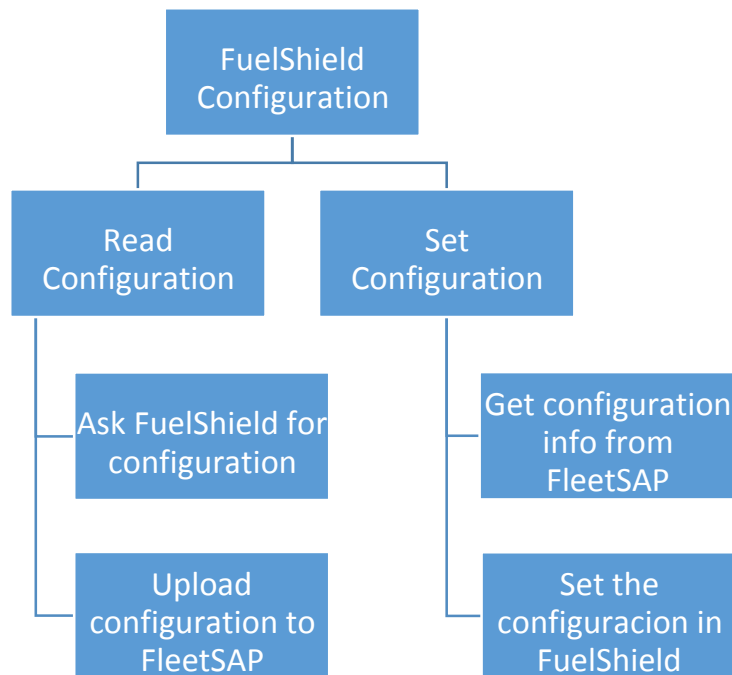 FuelShield
Configuration
Read
Configuration
Set
Configuration
Ask FuelShield for
configuration
Upload
configuration to
FleetSAP
Get configuration
info from
FleetSAP
Set the
configuracion in
FuelShield